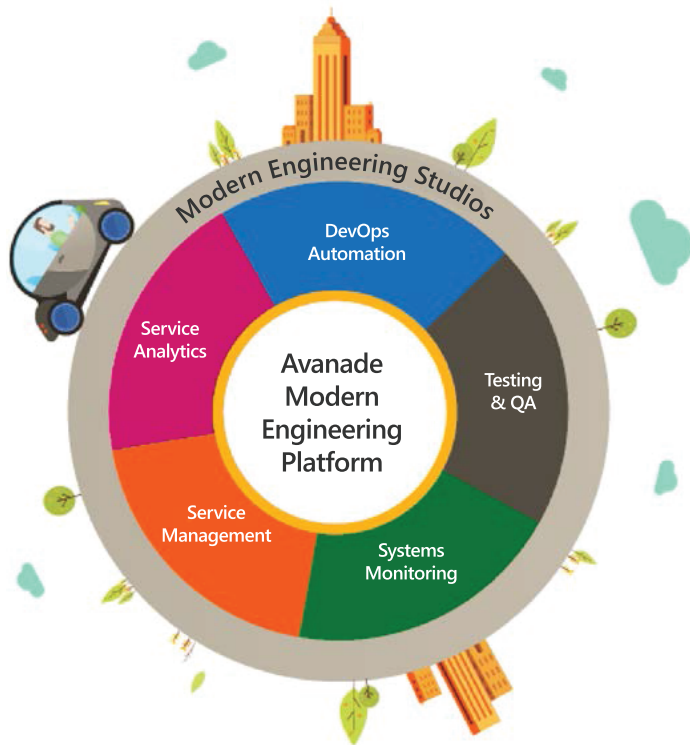 Modern Engineering Studios
DevOps
Automation
Service
Analytics
Testing
& QA
Avanade
Modern
Engineering
Platform
Service
Management
Systems
Monitoring